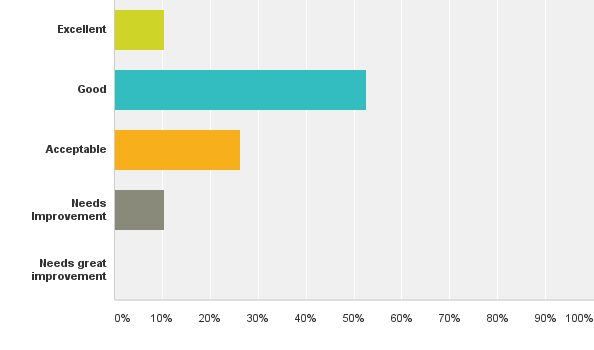 Excellent
Good
Acceptable
Needs
Improvement
Needs great
improvement
0% 10% 20% 30% 40% 50% 60% 70% 80% 90% 100%